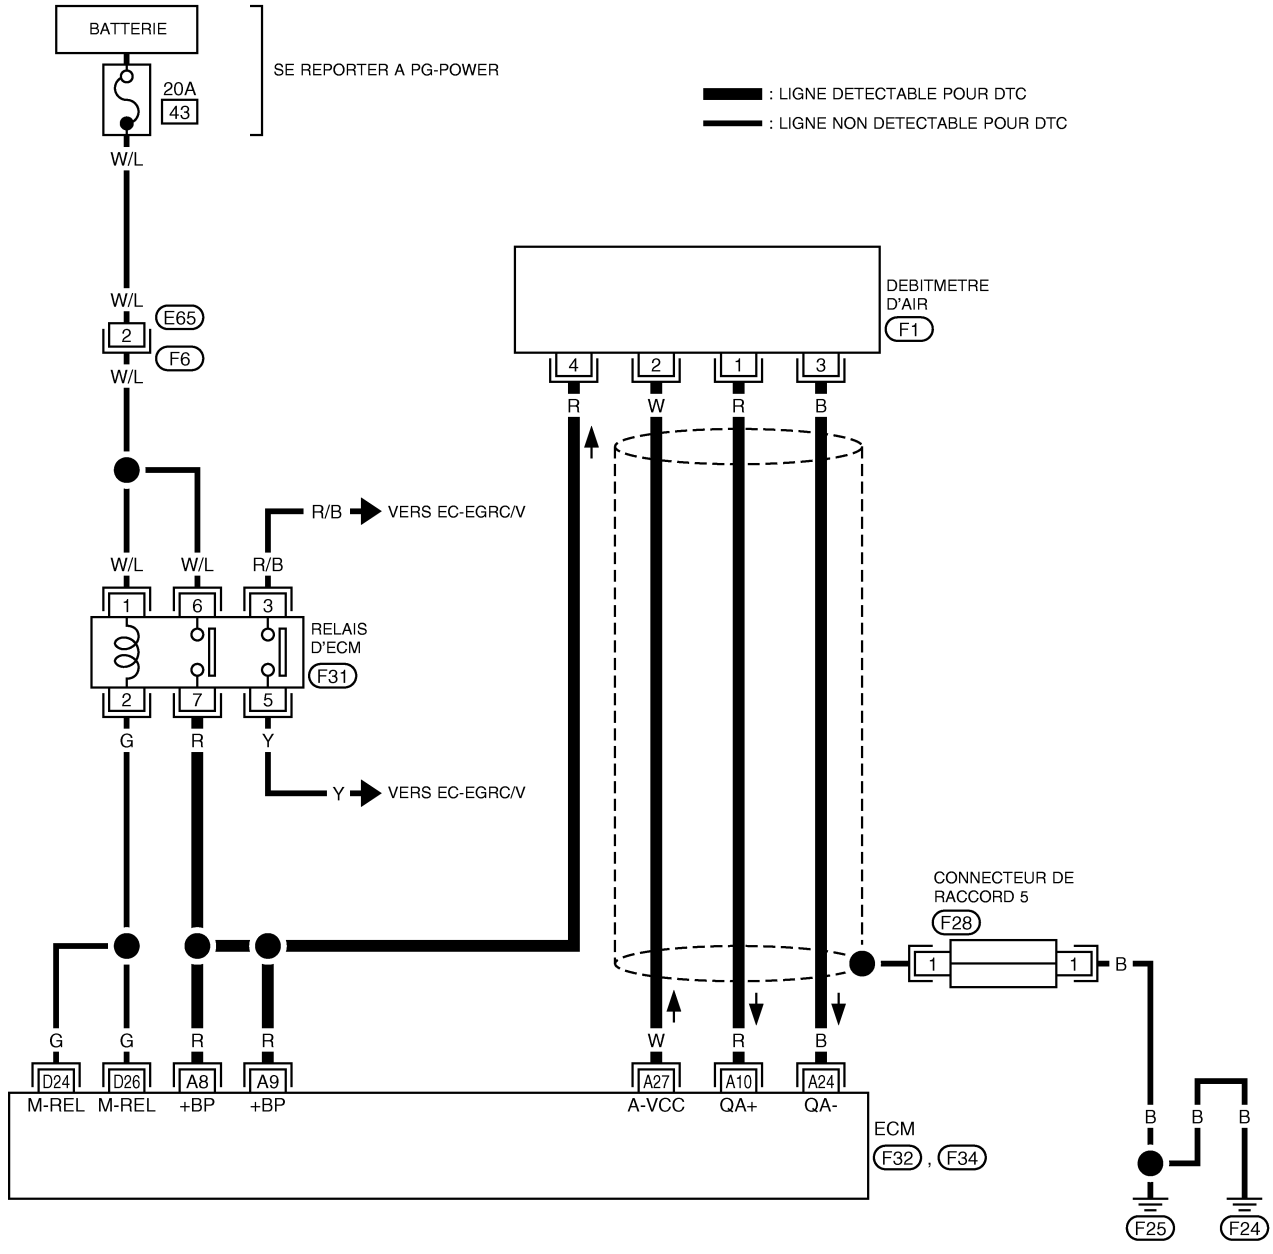 BATTERIE
SE REPORTER A PG-POWER
20A
43
: LIGNE DETECTABLE POUR DTC
: LIGNE NON DETECTABLE POUR DTC
W/L
W/L
E65
2
F6
W/L
DEBITMETRE
D'AIR
F1
4 2 1 3
R W R B
R/B
VERS EC-EGRC/V
W/L W/L R/B
1 6 3
RELAIS
D'ECM
F31
2 7 5
G R Y
Y
VERS EC-EGRC/V
CONNECTEUR DE
RACCORD 5
F28
1 1 B
G G R R W R B
D24 D26 A8 A9 A27 A10 A24
M-REL M-REL +BP +BP A-VCC QA+ QA-
ECM
F32 , F34
B B B
F25 F24